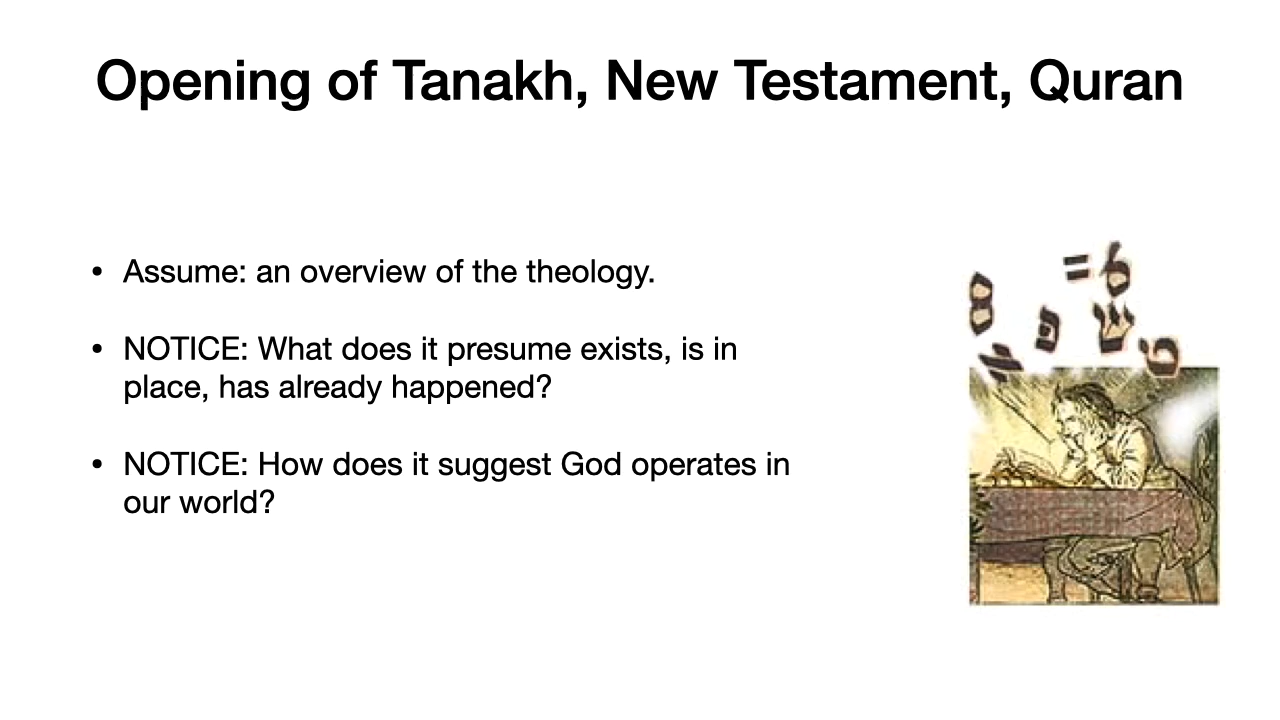 Opening of Tanakh, New Testament, Quran
• Assume: an overview of the theology.
• NOTICE: What does it presume exists, is in
place, has already happened?
• NOTICE: How does it suggest God operates in
our world?